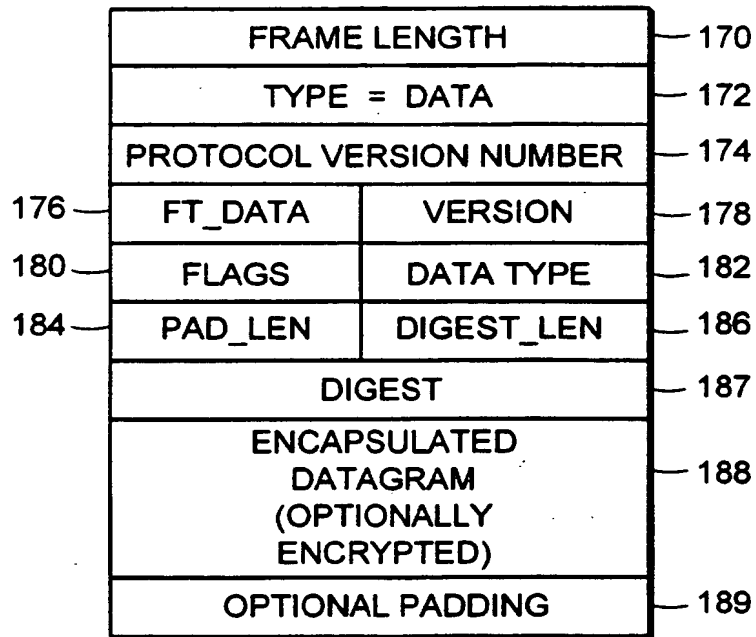 FRAME LENGTH 170
TYPE = DATA 172
PROTOCOL VERSION NUMBER 174
176 FT_DATA VERSION 178
180 FLAGS DATA TYPE 182
184 PAD_LEN DIGEST_LEN 186
DIGEST 187
ENCAPSULATED
DATAGRAM 188
(OPTIONALLY
ENCRYPTED)
OPTIONAL PADDING 189